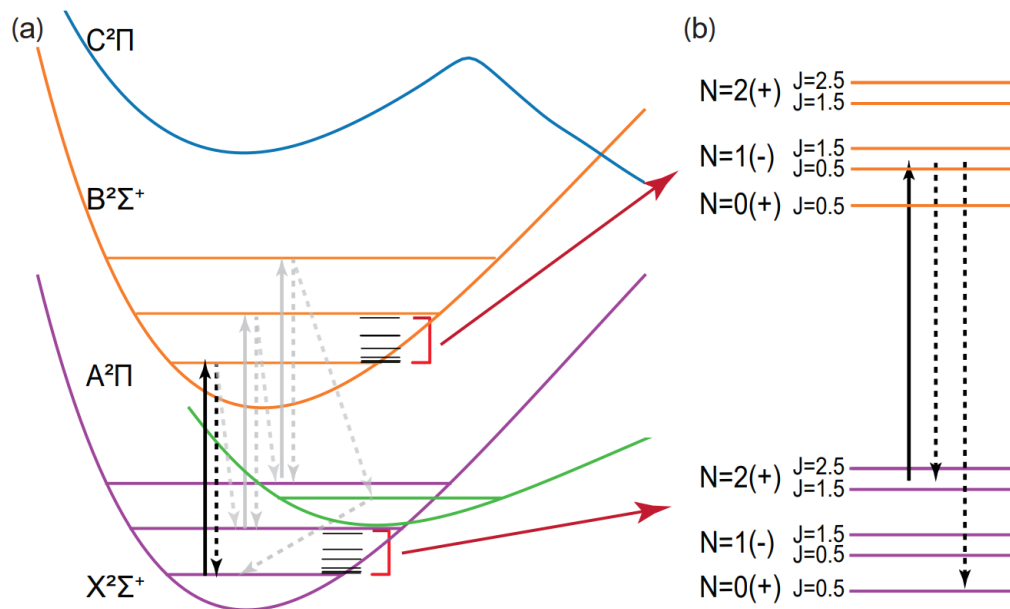 (a)
C²Π
B²Σ⁺
A²Π
X²Σ⁺
(b)
N=2(+) J=2.5
J=1.5
N=1(-) J=1.5
J=0.5
N=0(+) J=0.5
N=2(+) J=2.5
J=1.5
N=1(-) J=1.5
J=0.5
N=0(+) J=0.5